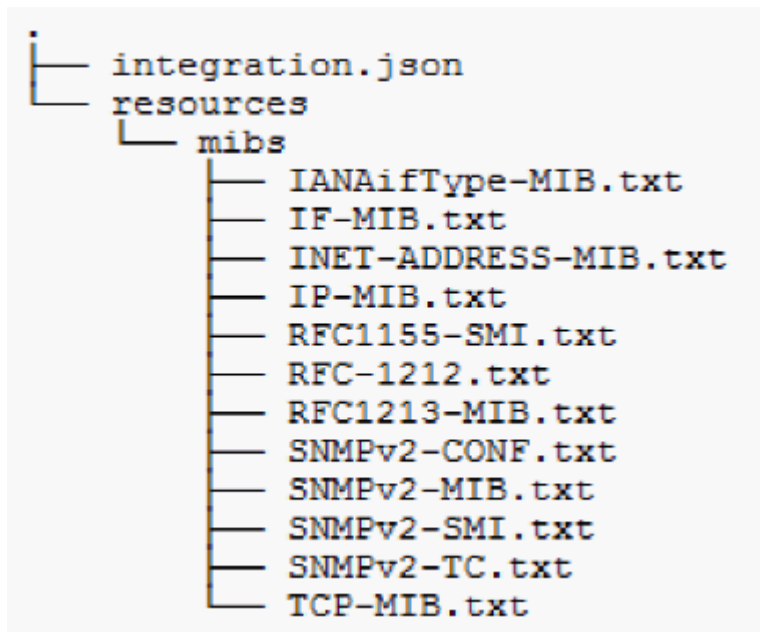 .
├── integration.json
└── resources
    └── mibs
        ├── IANAifType-MIB.txt
        ├── IF-MIB.txt
        ├── INET-ADDRESS-MIB.txt
        ├── IP-MIB.txt
        ├── RFC1155-SMI.txt
        ├── RFC-1212.txt
        ├── RFC1213-MIB.txt
        ├── SNMPv2-CONF.txt
        ├── SNMPv2-MIB.txt
        ├── SNMPv2-SMI.txt
        ├── SNMPv2-TC.txt
        └── TCP-MIB.txt